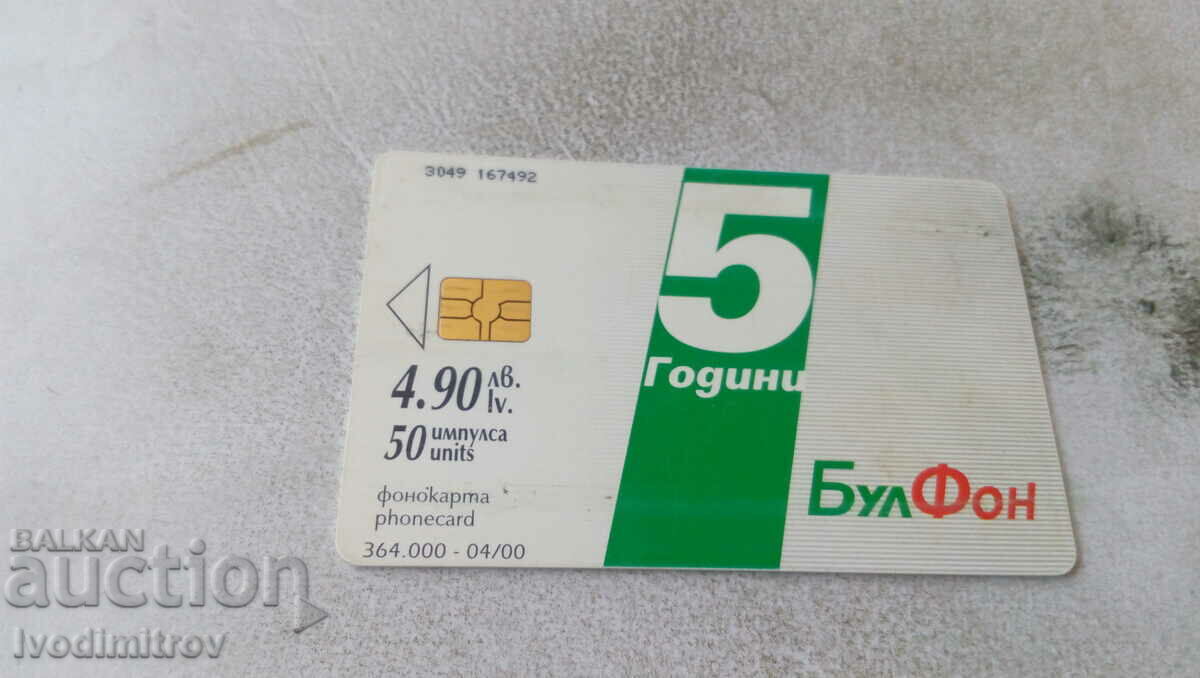 3049 167492
5
Години
4.90 лв.
lv.
50 импулса
units
фонокарта
phonecard
364.000 - 04/00
БулФон
BALKAN
auction
Ivodimitrov